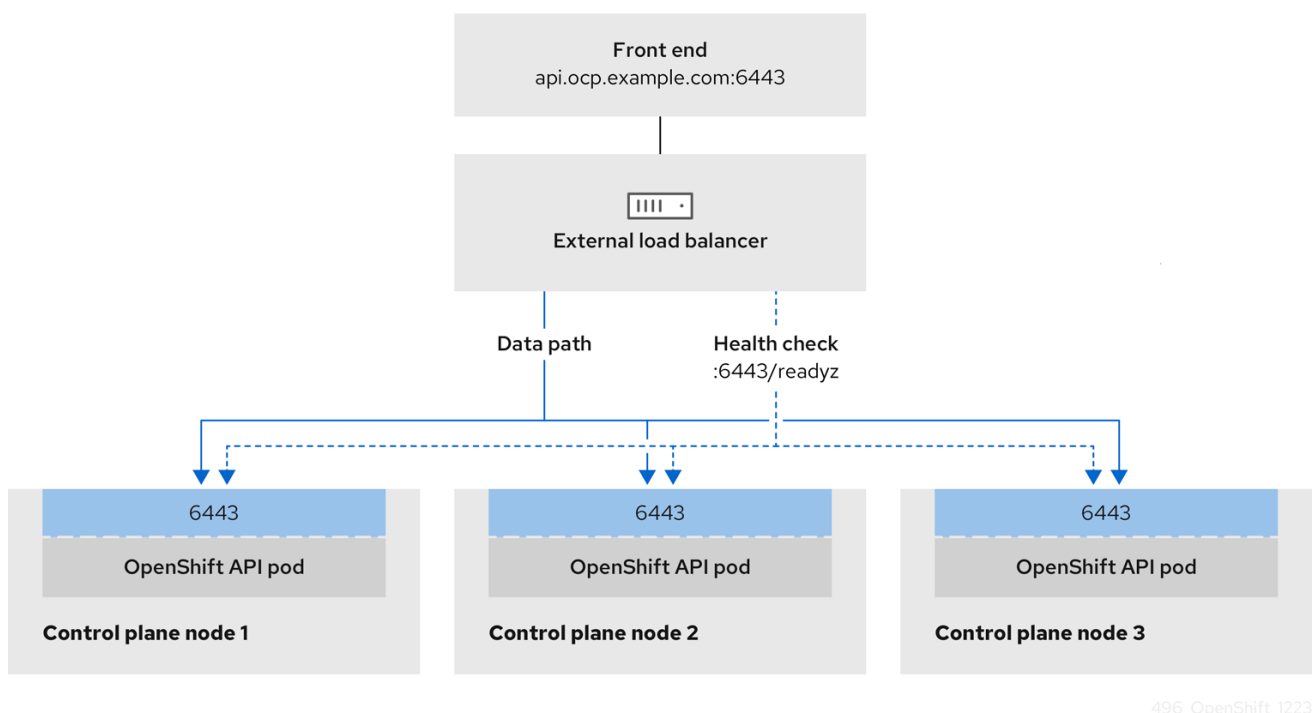 Front end
api.ocp.example.com:6443
External load balancer
Data path
Health check
:6443/readyz
6443
OpenShift API pod
Control plane node 1
6443
OpenShift API pod
Control plane node 2
6443
OpenShift API pod
Control plane node 3
496_OpenShift_1223